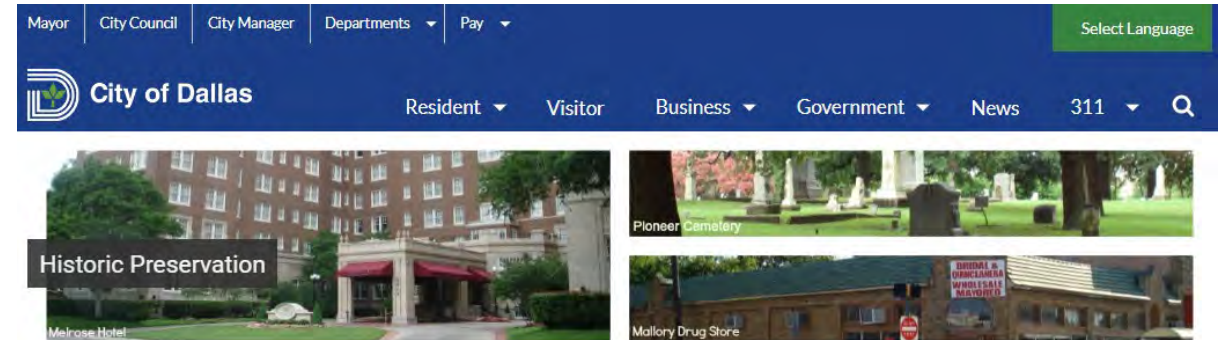 Mayor City Council City Manager Departments Pay
Select Language
City of Dallas
Resident Visitor Business Government News 311
Historic Preservation
Melrose Hotel
Pioneer Cemetery
BRIDAL &
QUINCEANERA
WHOLESALE
MAYOREO
Mallory Drug Store